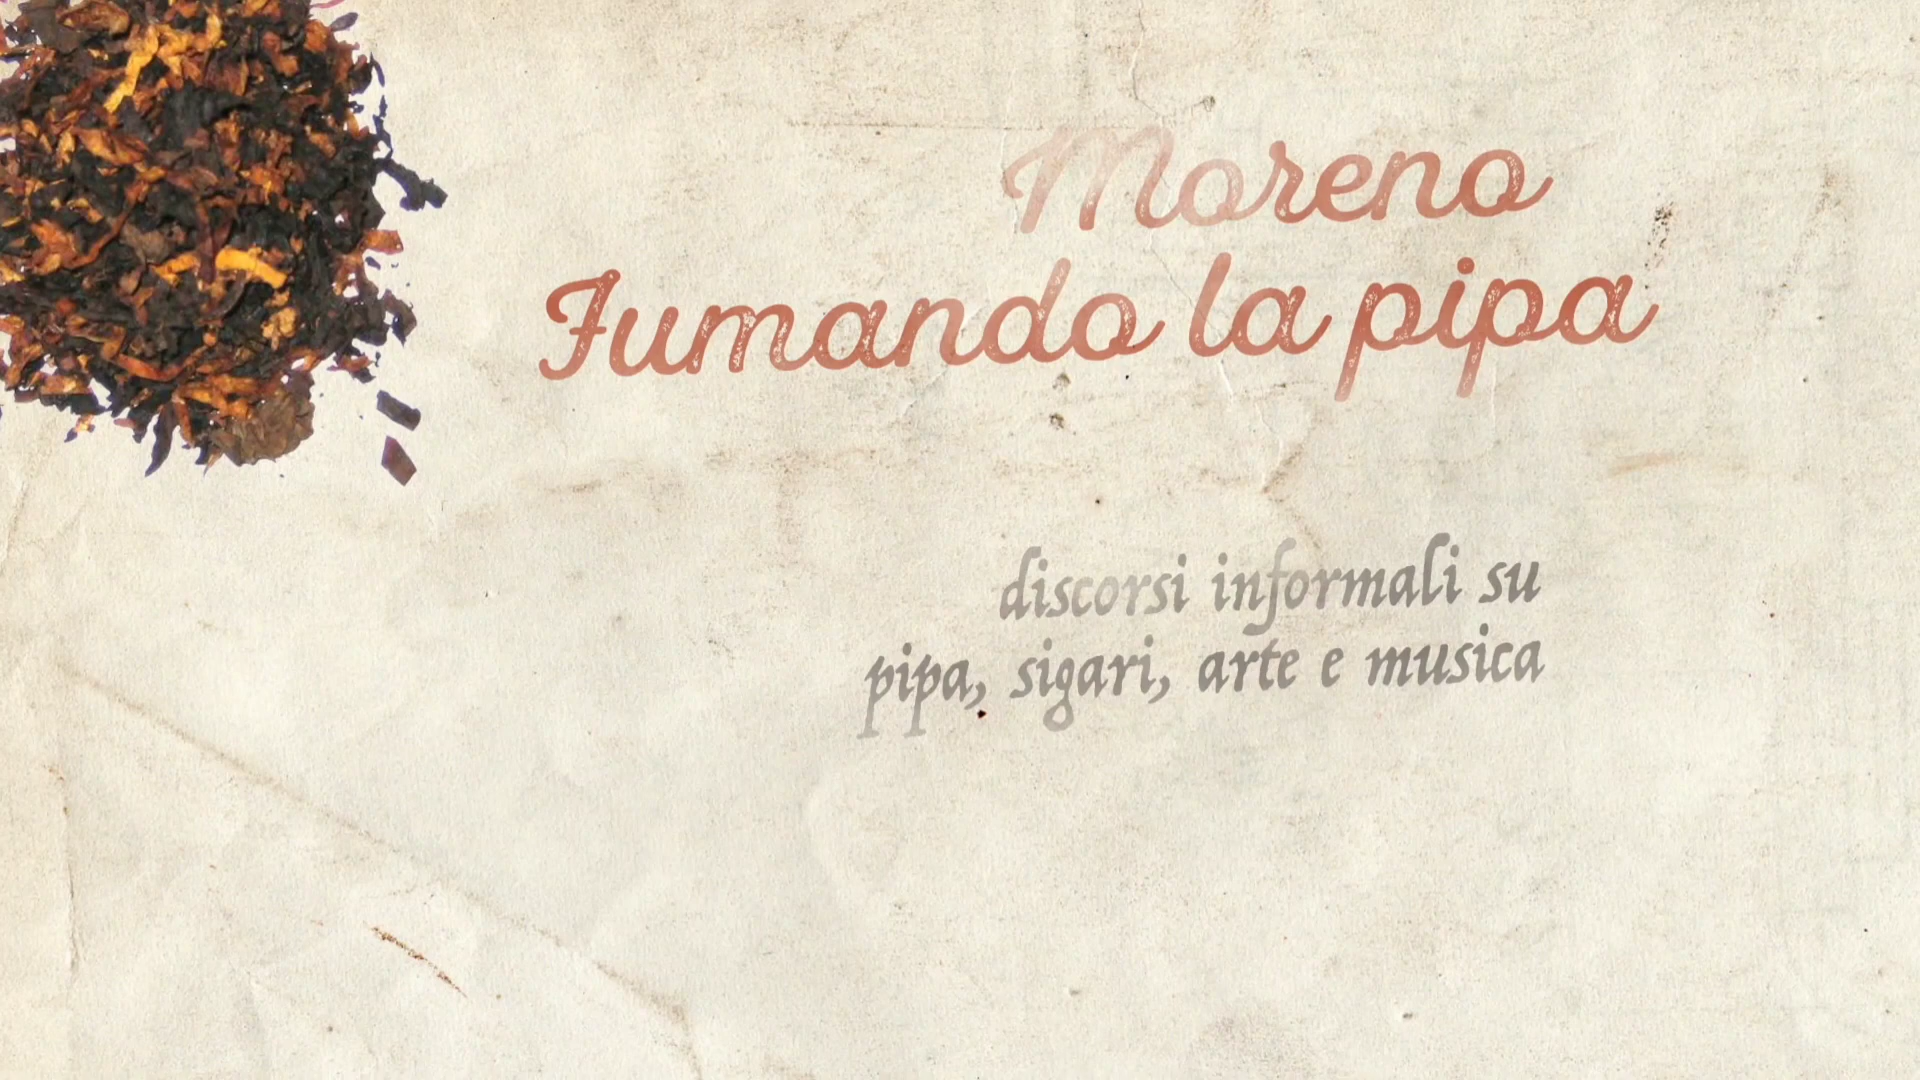 Moreno
Fumando la pipa
discorsi informali su
pipa, sigari, arte e musica